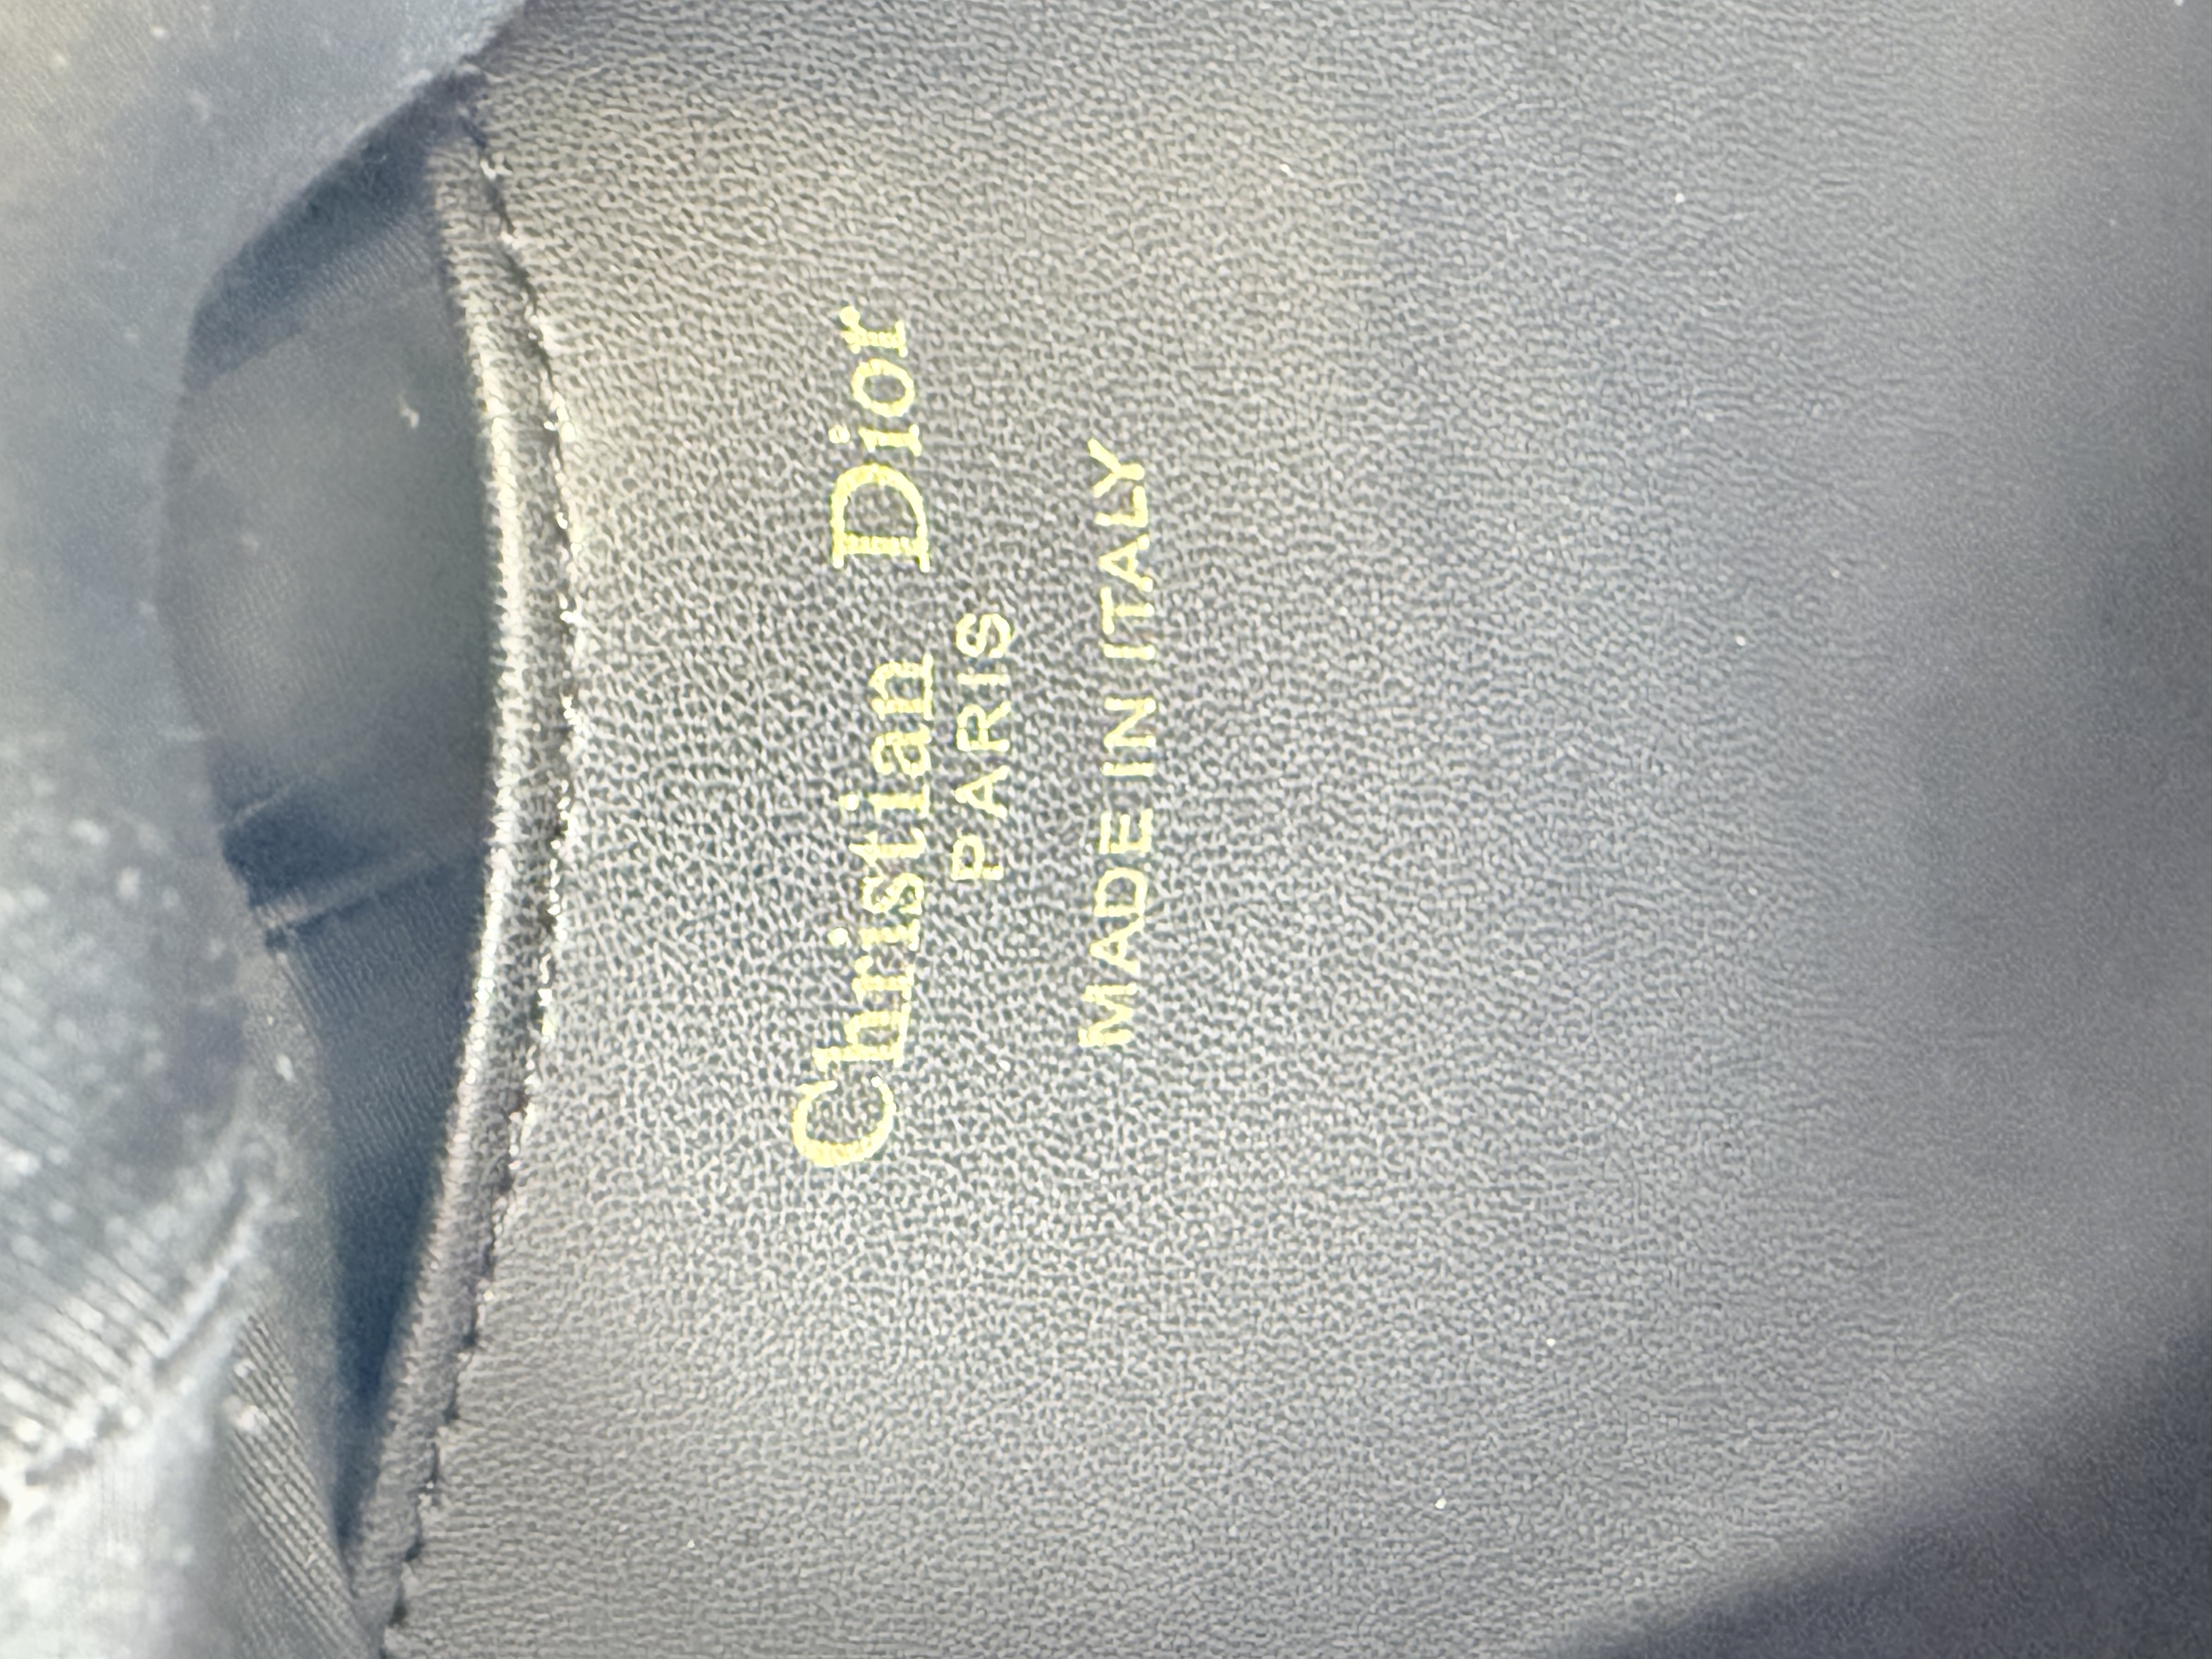 Christian Dior
PARIS
MADE IN ITALY